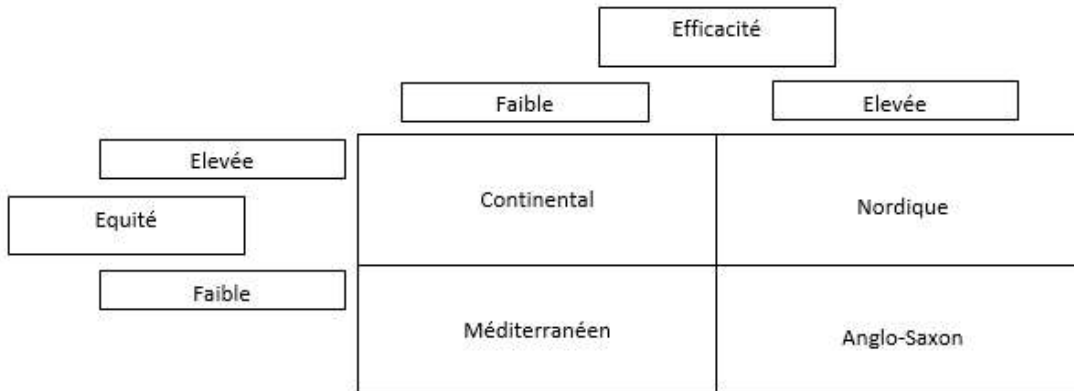 Efficacité
Faible
Elevée
Elevée
Continental
Nordique
Equité
Faible
Méditerranéen
Anglo-Saxon